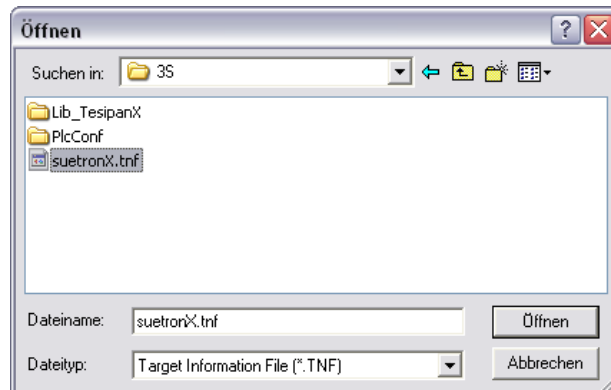 Öffnen
Suchen in: 3S
Lib_TesipanX
PlcConf
suetronX.tnf
Dateiname: suetronX.tnf Öffnen
Dateityp: Target Information File (*.TNF) Abbrechen